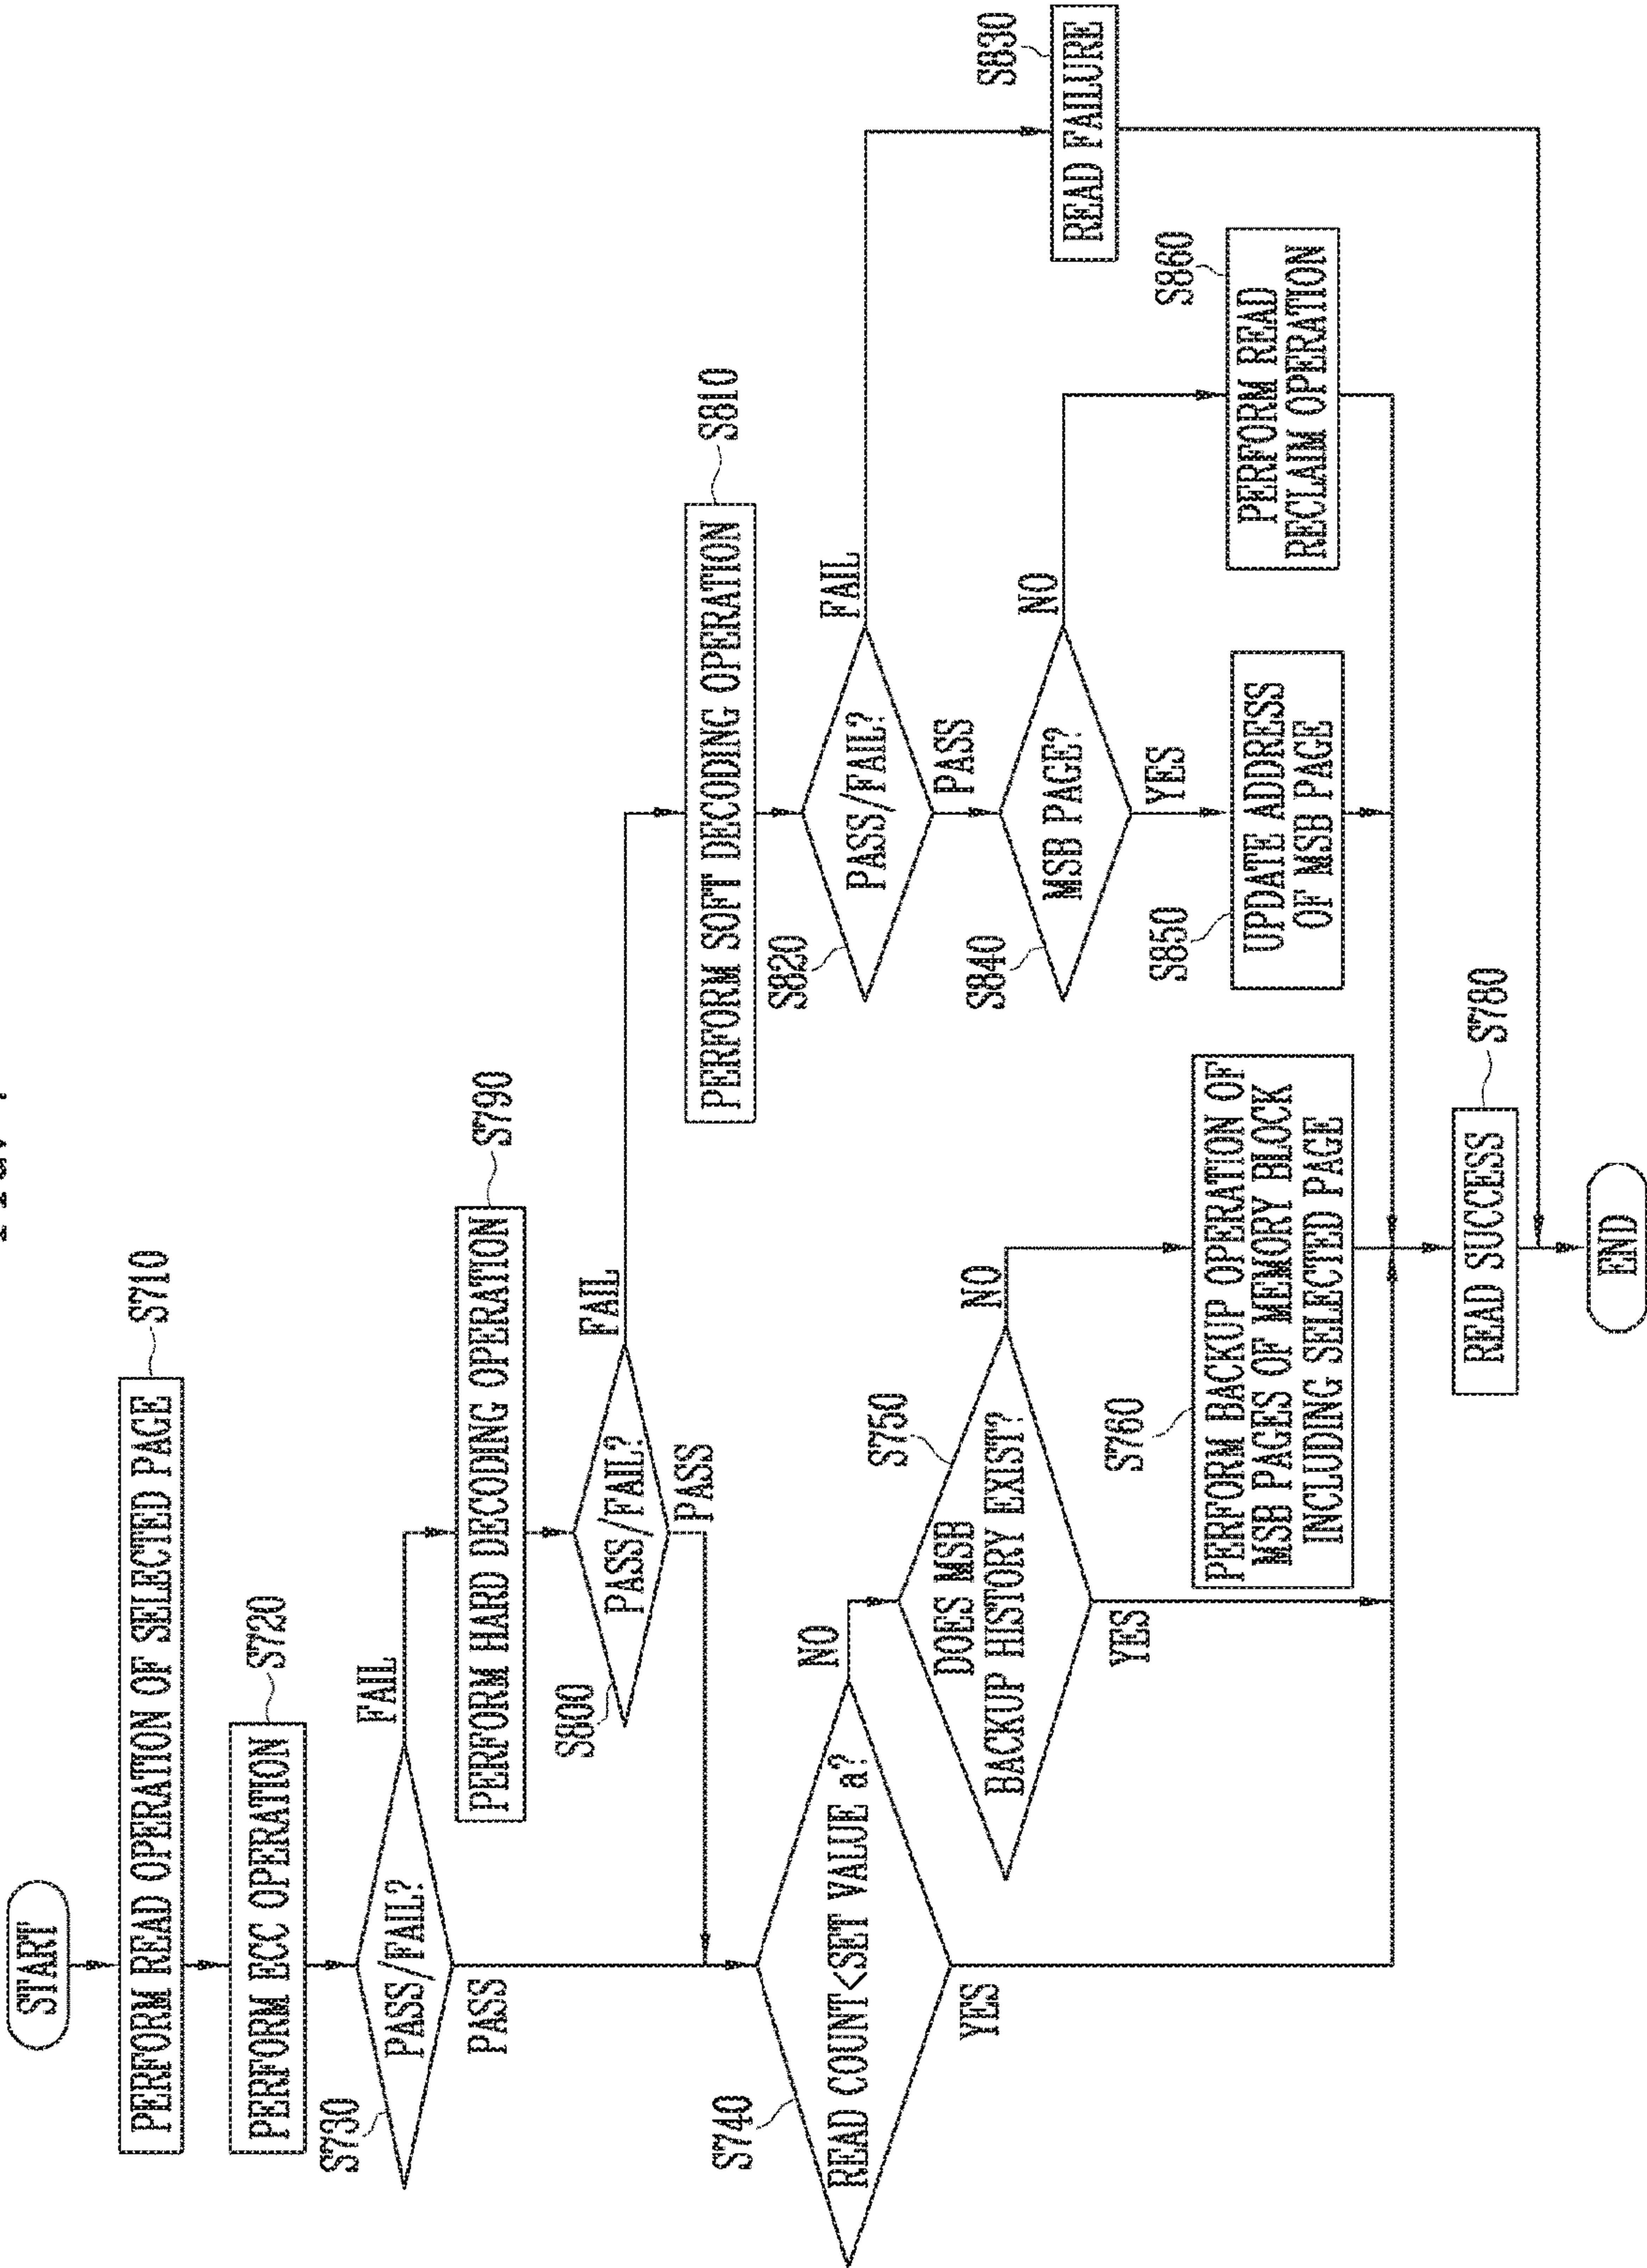 START
PERFORM READ OPERATION OF SELECTED PAGE
S710
PERFORM ECC OPERATION
S720
PASS/FAIL?
S730
FAIL
PASS
PERFORM HARD DECODING OPERATION
S790
PASS/FAIL?
S800
FAIL
PASS
PERFORM SOFT DECODING OPERATION
S810
PASS/FAIL?
S820
FAIL
PASS
READ FAILURE
S830
READ COUNT<SET VALUE a?
S740
NO
YES
DOES MSB
BACKUP HISTORY EXIST?
S750
NO
YES
MSB PAGE?
S840
NO
YES
PERFORM BACKUP OPERATION OF
MSB PAGES OF MEMORY BLOCK
INCLUDING SELECTED PAGE
S760
UPDATE ADDRESS
OF MSB PAGE
S850
PERFORM READ
RECLAIM OPERATION
S860
READ SUCCESS
S780
END